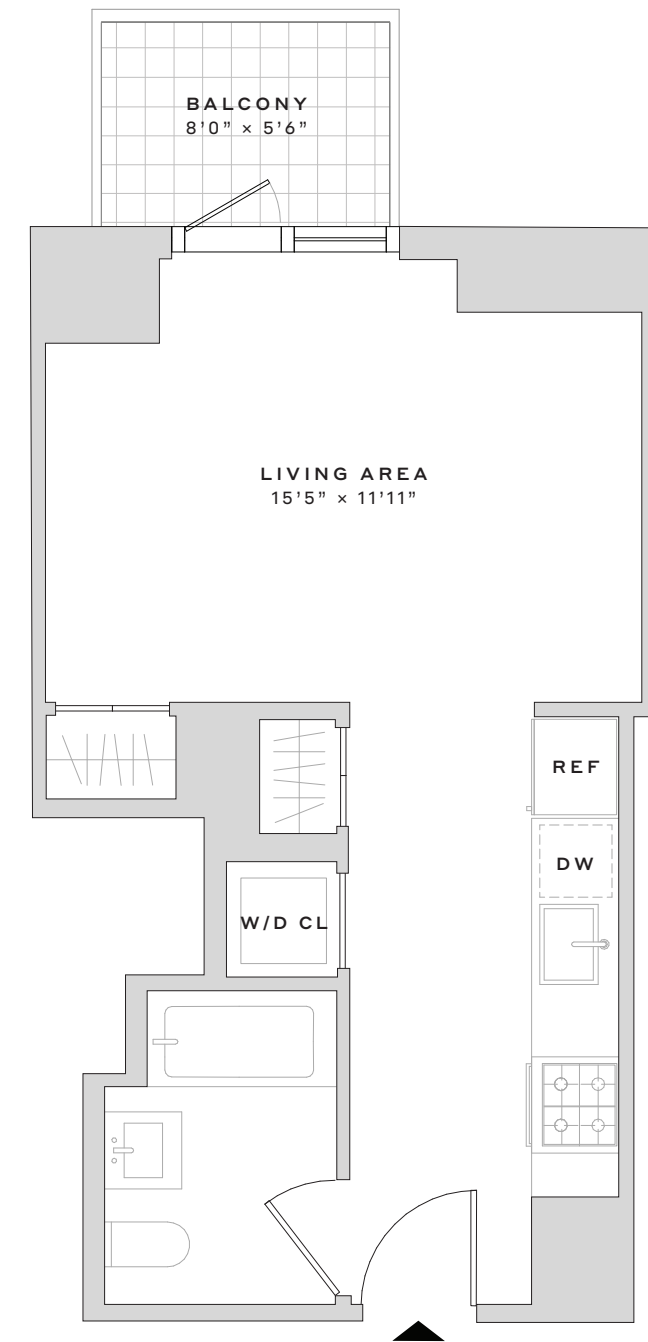 BALCONY
8’0” × 5’6”
LIVING AREA
15’5” × 11’11”
REF
DW
W/D CL